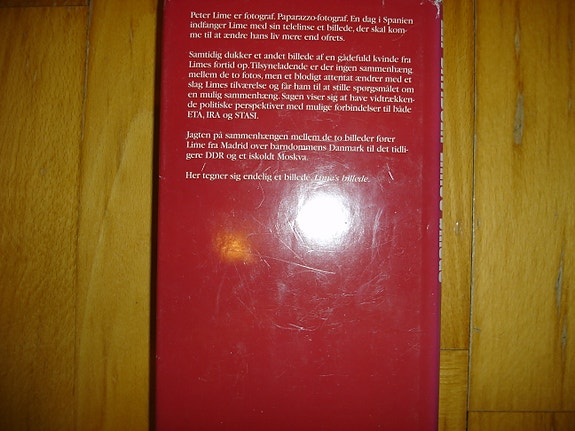 Peter Lime er fotograf. Paparazzo-fotograf. En dag i Spanien
indfanger Lime med sin telelinse et billede, der skal kom-
me til at ændre hans liv mere end ofrets.
Samtidig dukker et andet billede af en gådefuld kvinde fra
Limes fortid op. Tilsyneladende er der ingen sammenhæng
mellem de to fotos, men et blodigt attentat ændrer med et
slag Limes tilværelse og får ham til at stille spørgsmålet om
en mulig sammenhæng. Sagen viser sig at have vidtrækken-
de politiske perspektiver med mulige forbindelser til både
ETA, IRA og STASI.
Jagten på sammenhængen mellem de to billeder fører
Lime fra Madrid over barndommens Danmark til det tidli-
gere DDR og et iskoldt Moskva.
Her tegner sig endelig et billede. Lime's billede.